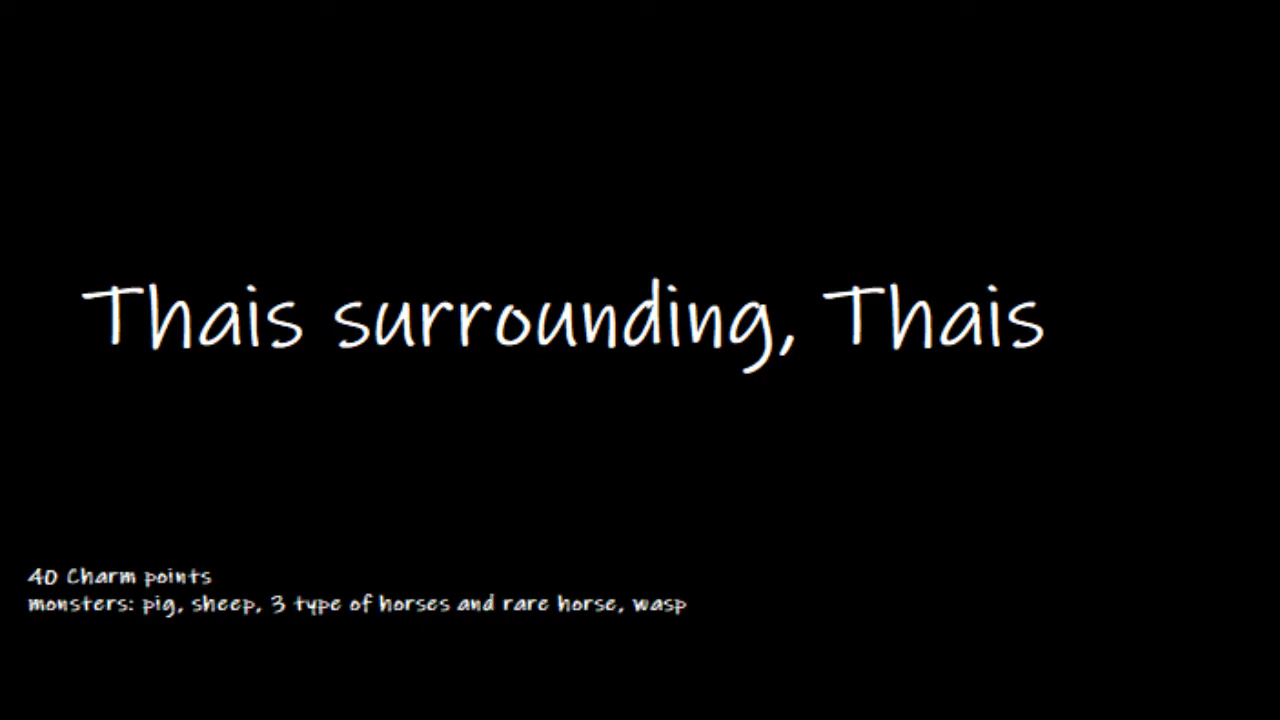 Thais surrounding, Thais
40 Charm points
monsters: pig, sheep, 3 type of horses and rare horse, wasp